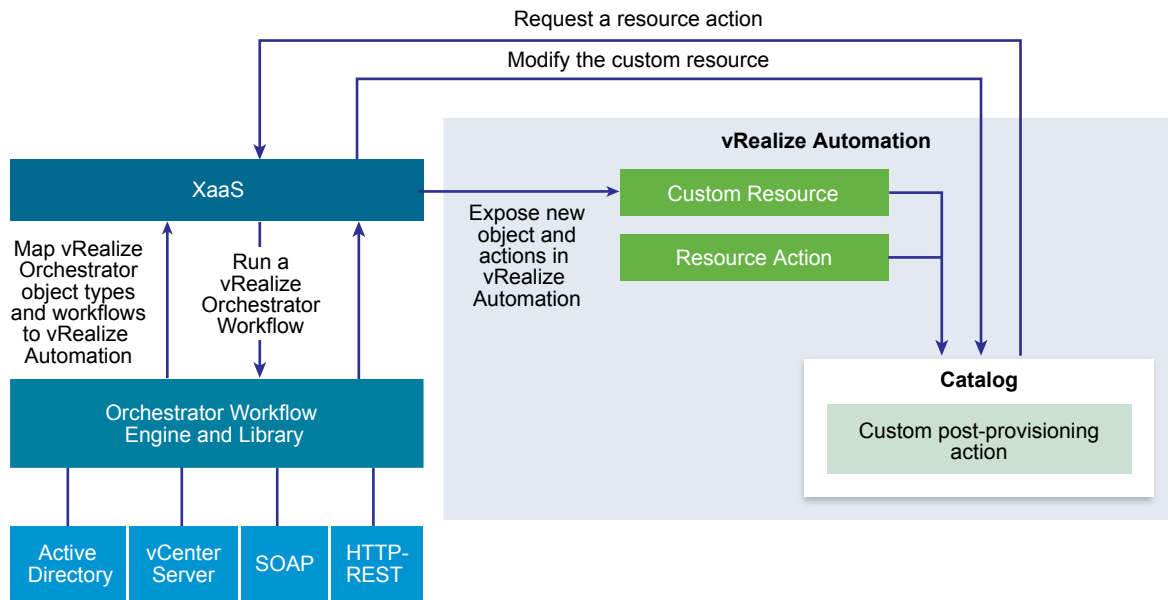 Request a resource action
Modify the custom resource
vRealize Automation
XaaS
Custom Resource
Expose new
object and
actions in
vRealize
Automation
Resource Action
Map vRealize
Orchestrator
object types
and workflows
to vRealize
Automation
Run a
vRealize
Orchestrator
Workflow
Catalog
Custom post-provisioning
action
Orchestrator Workflow
Engine and Library
Active
Directory
vCenter
Server
SOAP
HTTP-
REST